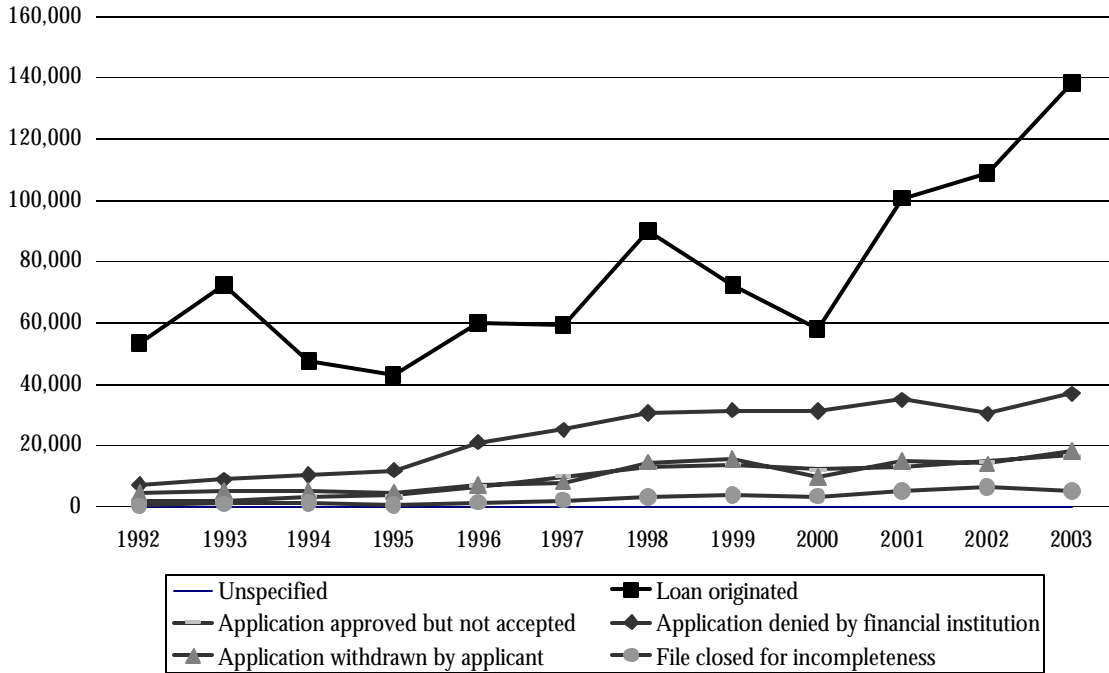 160,000
140,000
120,000
100,000
80,000
60,000
40,000
20,000
0
1992 1993 1994 1995 1996 1997 1998 1999 2000 2001 2002 2003
Unspecified Loan originated
Application approved but not accepted Application denied by financial institution
Application withdrawn by applicant File closed for incompleteness